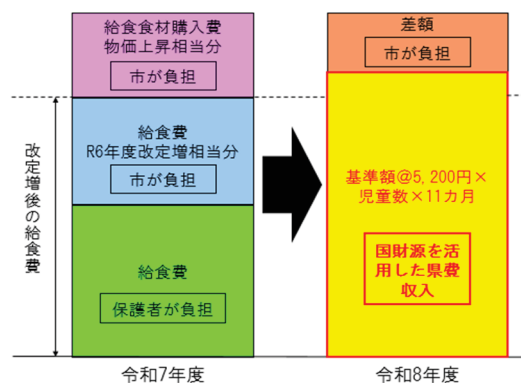 給食食材購入費
物価上昇相当分
市が負担
給食費
R6年度改定増相当分
市が負担
給食費
保護者が負担
改定増後の給食費
令和7年度
差額
市が負担
基準額@5,200円×
児童数×11カ月
国財源を活
用した県費
収入
令和8年度